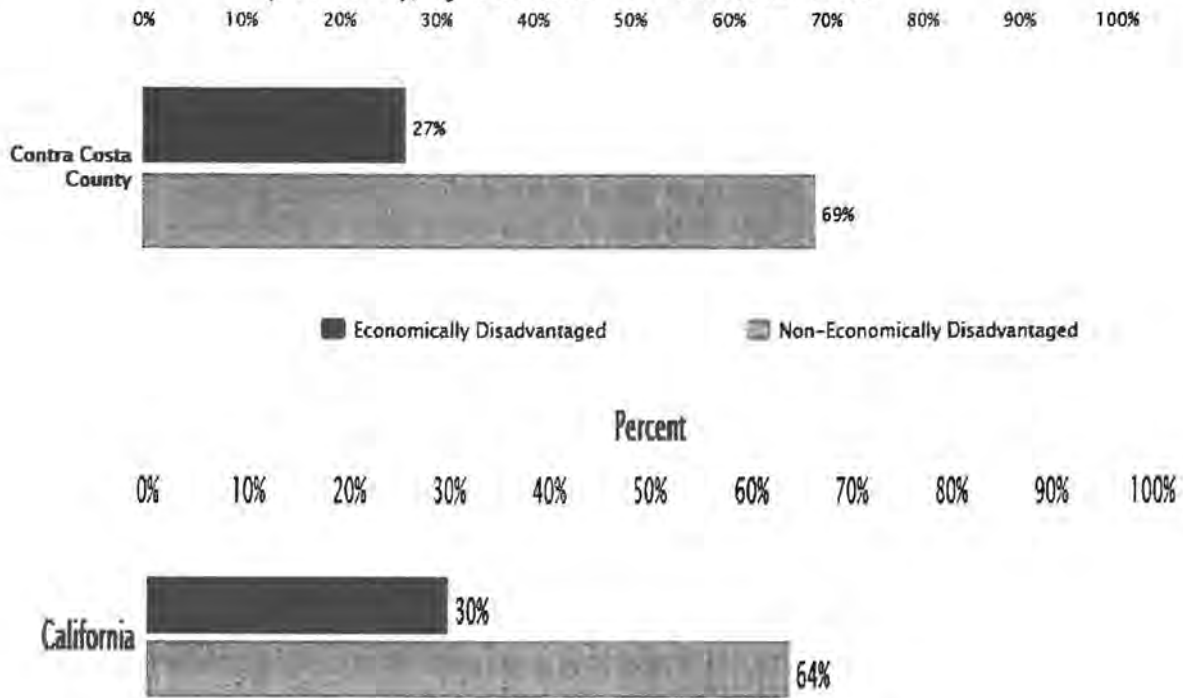 0% 10% 20% 30% 40% 50% 60% 70% 80% 90% 100%
27%
Contra Costa
County
69%
Economically Disadvantaged Non-Economically Disadvantaged
Percent
0% 10% 20% 30% 40% 50% 60% 70% 80% 90% 100%
30%
California
64%